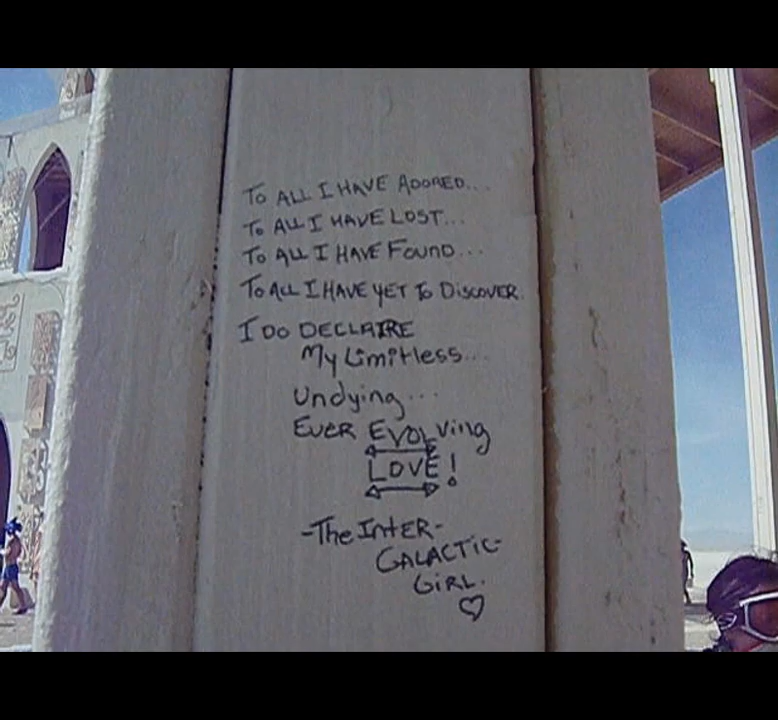 To ALL I HAVE ADORED...
To ALL I HAVE LOST...
To ALL I HAVE FOUND...
To ALL I HAVE YET To DISCOVER.
I DO DECLAIRE
My Limitless...
Undying...
EVER EVOLVing
LOVE!
-The INtER-
GALACTIC-
GiRL.
♡